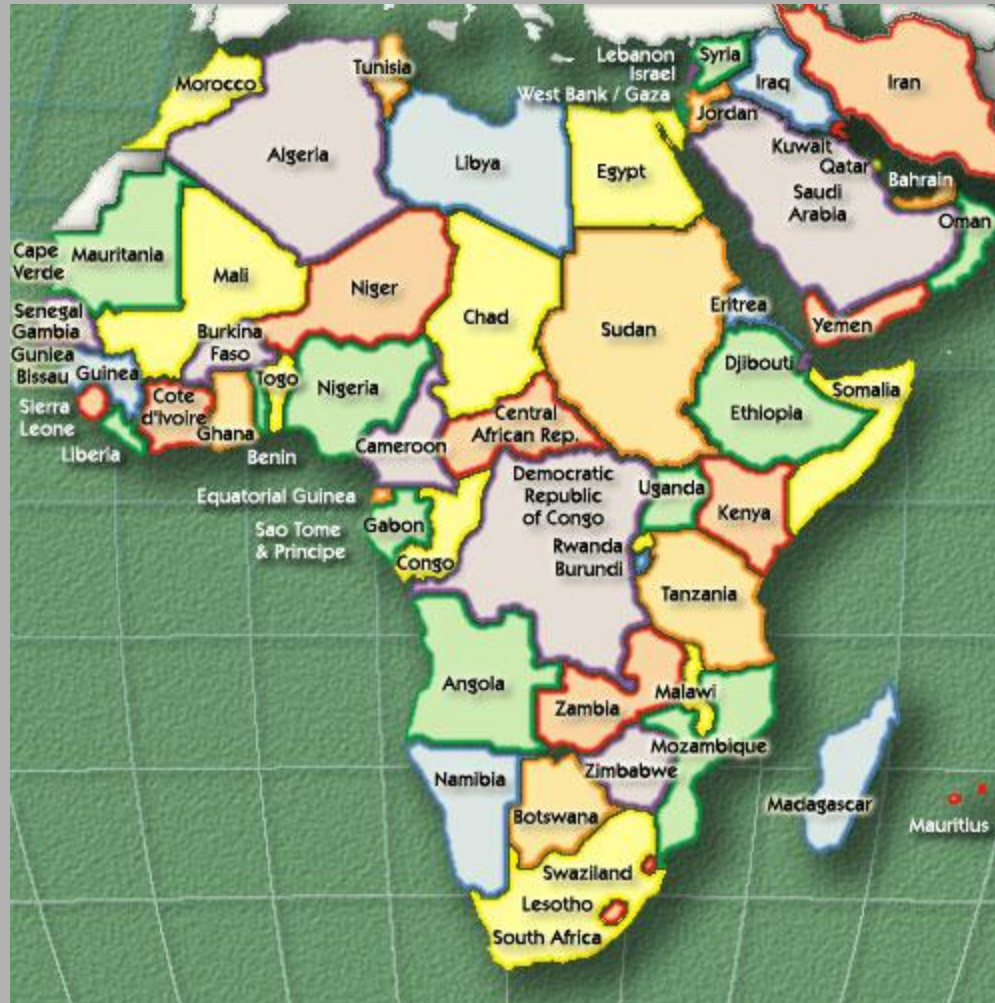 Lebanon
Israel
West Bank / Gaza
Syria
Iraq
Iran
Jordan
Kuwait
Qatar
Bahrain
Saudi
Arabia
Oman
Yemen
Morocco
Tunisia
Algeria
Libya
Egypt
Cape
Verde
Mauritania
Mali
Niger
Chad
Sudan
Eritrea
Djibouti
Ethiopia
Somalia
Senegal
Gambia
Guniea
Bissau
Guinea
Sierra
Leone
Liberia
Cote
d'Ivoire
Burkina
Faso
Ghana
Togo
Benin
Nigeria
Cameroon
Central
African Rep.
Equatorial Guinea
Sao Tome
& Principe
Gabon
Congo
Democratic
Republic
of Congo
Uganda
Kenya
Rwanda
Burundi
Tanzania
Angola
Zambia
Malawi
Mozambique
Zimbabwe
Namibia
Botswana
Madagascar
Mauritius
Swaziland
Lesotho
South Africa